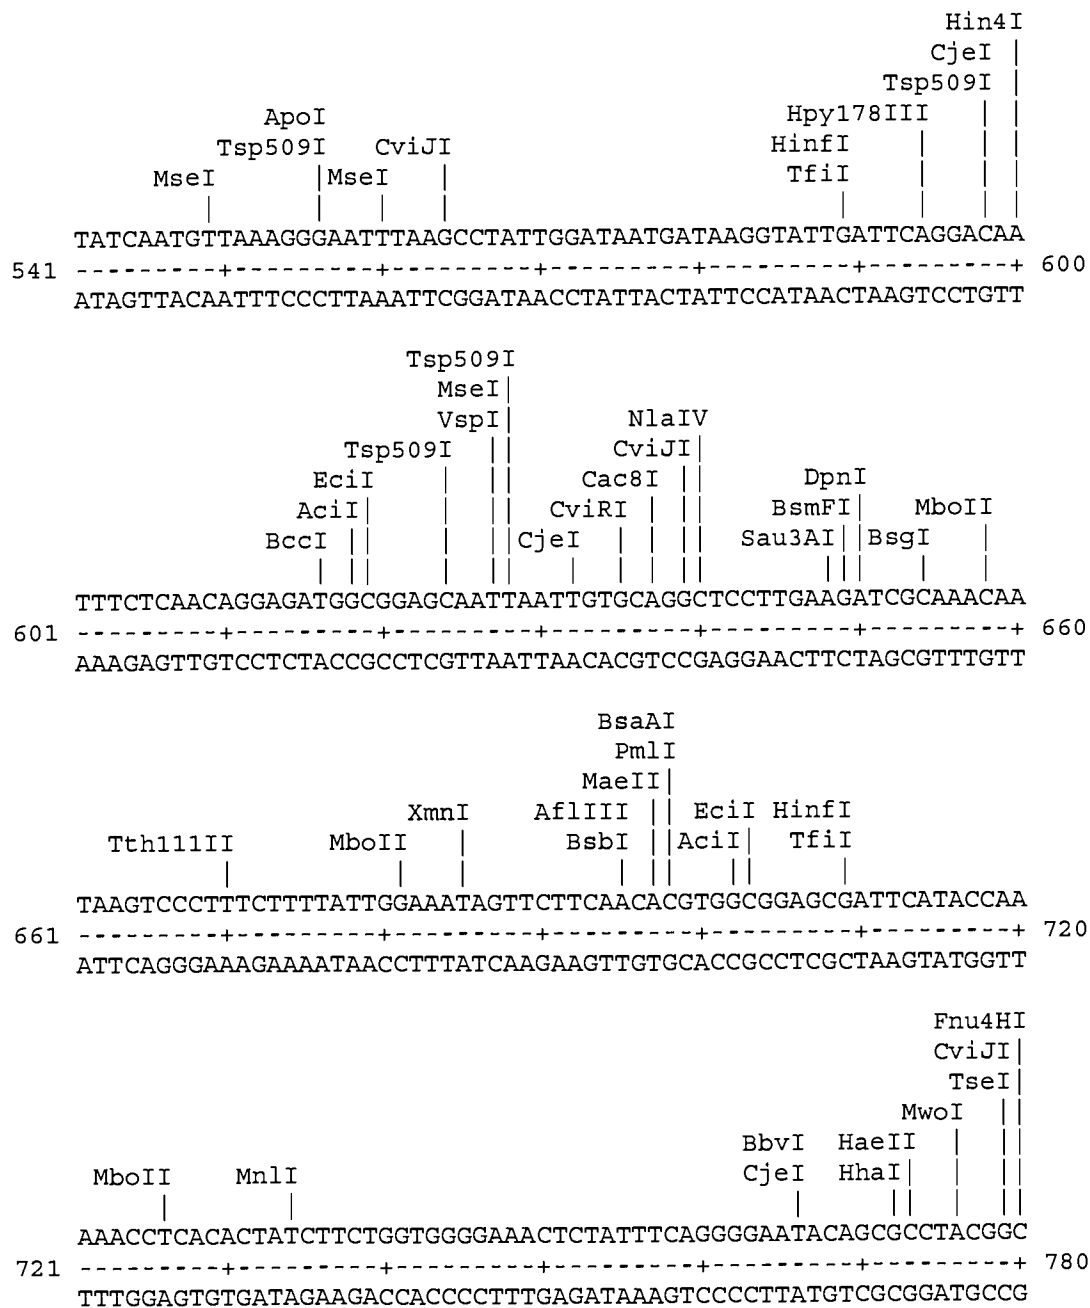 Hin4I
CjeI |
Tsp509I | |
ApoI Hpy178III | |
Tsp509I CviJI HinfI | | |
MseI |MseI | TfiI | | |
| | | | | | | |
TATCAATGTTAAAGGGAATTTAAGCCTATTGGATAATGATAAGGTATTGATTCAGGACAA
541 ---------+---------+---------+---------+---------+---------+ 600
ATAGTTACAATTTCCCTTAAATTCGGATAACCTATTACTATTCCATAACTAAGTCCTGTT
Tsp509I
MseI|
VspI| NlaIV
Tsp509I || CviJI|
EciI | || Cac8I || DpnI
AciI| | || CviRI | || BsmFI| MboII
BccI || | || CjeI | | || Sau3AI|| BsgI |
| || | || | | | || ||| | |
TTTCTCAACAGGAGATGGCGGAGCAATTAATTGTGCAGGCTCCTTGAAGATCGCAAACAA
601 ---------+---------+---------+---------+---------+---------+ 660
AAAGAGTTGTCCTCTACCGCCTCGTTAATTAACACGTCCGAGGAACTTCTAGCGTTTGTT
BsaAI
PmlI
MaeII|
XmnI AflIII || EciI HinfI
Tth111II MboII | BsbI || AciI| TfiI
| | | | || || |
TAAGTCCCTTTCTTTTATTGGAAATAGTTCTTCAACACGTGGCGGAGCGATTCATACCAA
661 ---------+---------+---------+---------+---------+---------+ 720
ATTCAGGGAAAGAAAATAACCTTTATCAAGAAGTTGTGCACCGCCTCGCTAAGTATGGTT
Fnu4HI
CviJI|
TseI|
MwoI ||
BbvI HaeII | ||
MboII MnlI CjeI HhaI| | ||
| | | || | ||
AAACCTCACACTATCTTCTGGTGGGGAAACTCTATTTCAGGGGAATACAGCGCCTACGGC
721 ---------+---------+---------+---------+---------+---------+ 780
TTTGGAGTGTGATAGAAGACCACCCCTTTGAGATAAAGTCCCCTTATGTCGCGGATGCCG